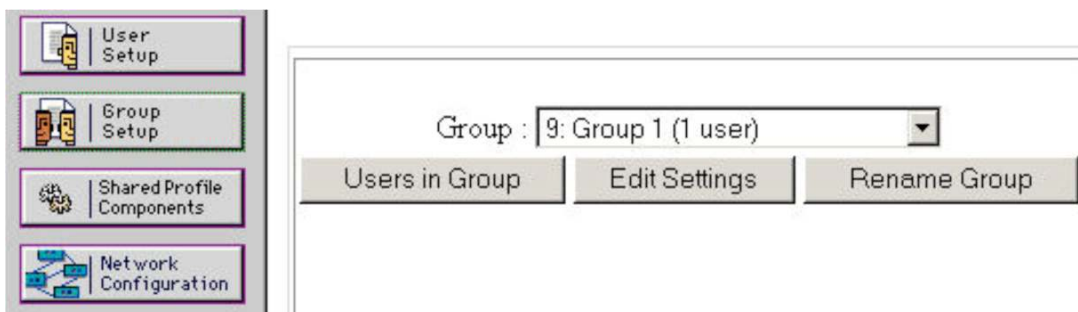 User
Setup
Group
Setup
Shared Profile
Components
Network
Configuration
Group : 9: Group 1 (1 user)
Users in Group Edit Settings Rename Group